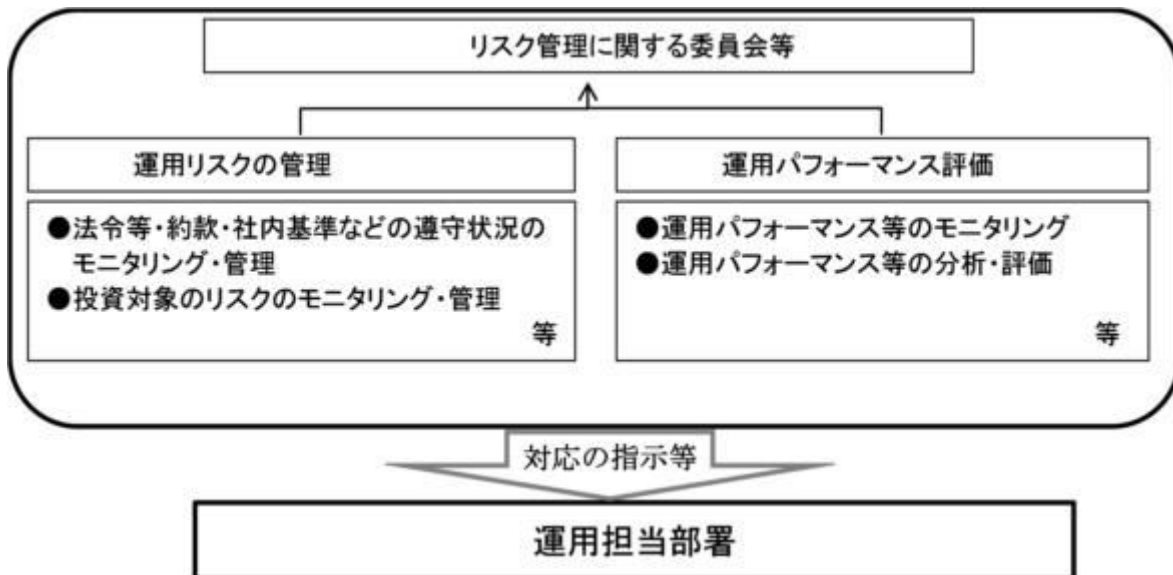 リスク管理に関する委員会等
運用リスクの管理
●法令等・約款・社内基準などの遵守状況の
モニタリング・管理
●投資対象のリスクのモニタリング・管理
等
運用パフォーマンス評価
●運用パフォーマンス等のモニタリング
●運用パフォーマンス等の分析・評価
等
対応の指示等
運用担当部署